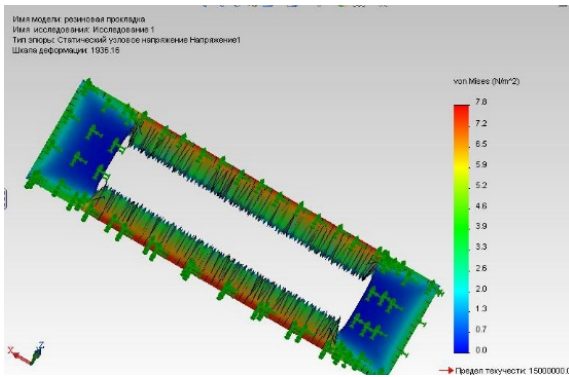 Имя модели: резиновая прокладка
Имя исследования: Исследование 1
Тип эпюры: Статический узловое напряжение Напряжение1
Шкала деформации: 1936.16
von Mises (N/m^2)
7.8
7.2
6.5
5.9
5.2
4.6
3.9
3.3
2.6
2.0
1.3
0.7
0.0
Предел текучести: 15000000.0
X
Z